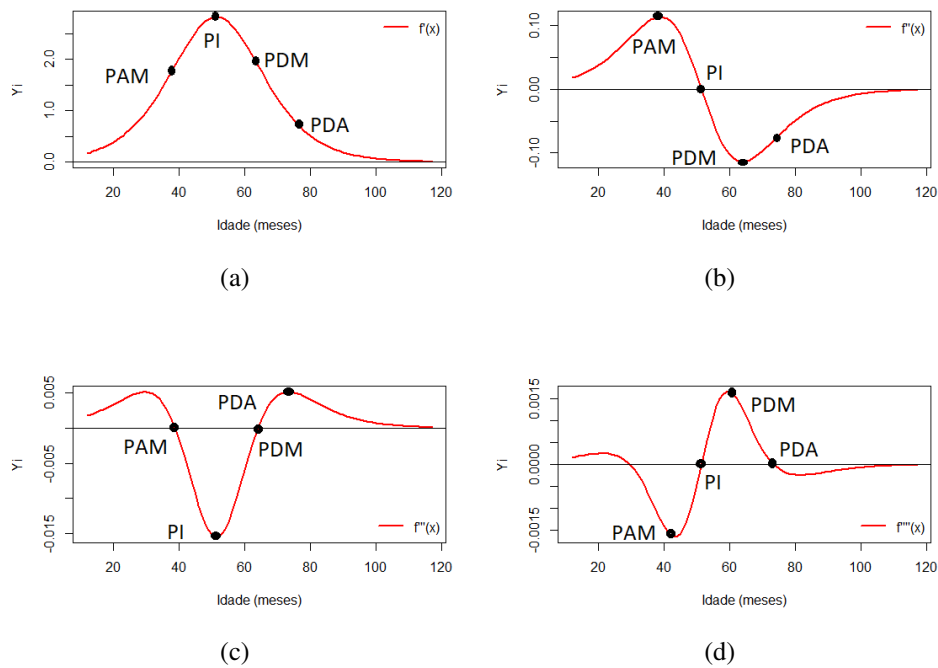 f'(x)
PI
PDM
PAM
PDA
Yi
0.0
1.0
2.0
20
40
60
80
100
120
Idade (meses)
(a)
f''(x)
PAM
PI
PDM
PDA
Yi
-0.10
0.00
0.10
20
40
60
80
100
120
Idade (meses)
(b)
PDA
PAM
PDM
PI
f'''(x)
Yi
-0.015
-0.005
0.005
20
40
60
80
100
120
Idade (meses)
(c)
PDM
PDA
PI
PAM
f''''(x)
Yi
-0.0015
0.0000
0.0015
20
40
60
80
100
120
Idade (meses)
(d)